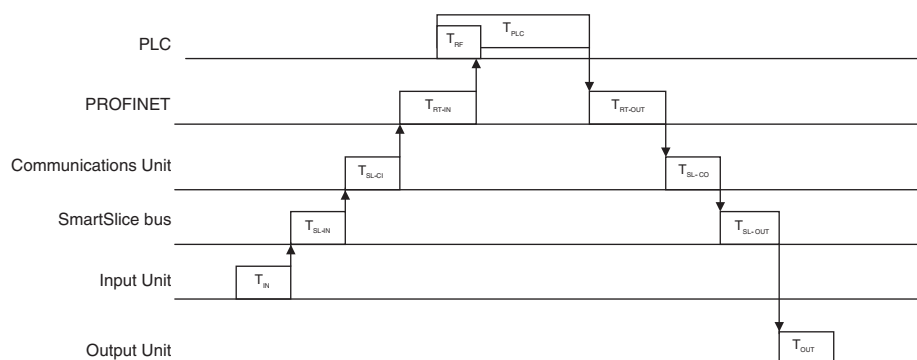 PLC
T_RF
T_PLC
PROFINET
T_RT-IN
T_RT-OUT
Communications Unit
T_SL-CI
T_SL-CO
SmartSlice bus
T_SL-IN
T_SL-OUT
Input Unit
T_IN
Output Unit
T_OUT